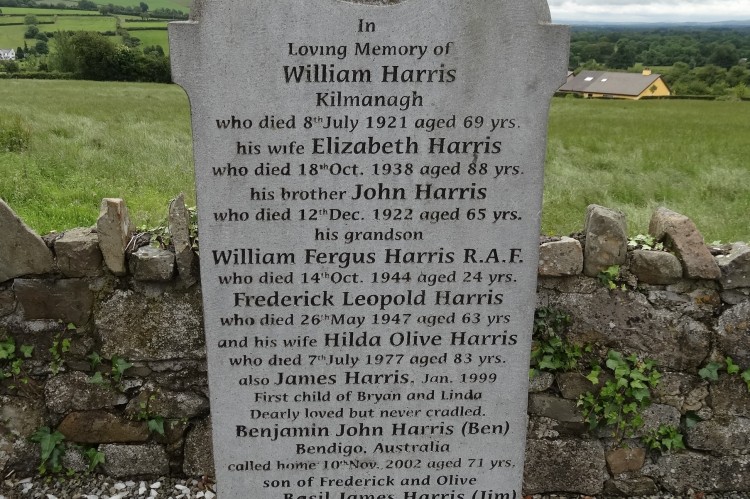 In
Loving Memory of
William Harris
Kilmanagh
who died 8th July 1921 aged 69 yrs.
his wife Elizabeth Harris
who died 18th Oct. 1938 aged 88 yrs.
his brother John Harris
who died 12th Dec. 1922 aged 65 yrs.
his grandson
William Fergus Harris R.A.F.
who died 14th Oct. 1944 aged 24 yrs.
Frederick Leopold Harris
who died 26th May 1947 aged 63 yrs
and his wife Hilda Olive Harris
who died 7th July 1977 aged 83 yrs.
also James Harris, Jan. 1999
First child of Bryan and Linda
Dearly loved but never cradled.
Benjamin John Harris (Ben)
Bendigo, Australia
called home 10th Nov. 2002 aged 71 yrs.
son of Frederick and Olive
Basil James Harris (Jim)